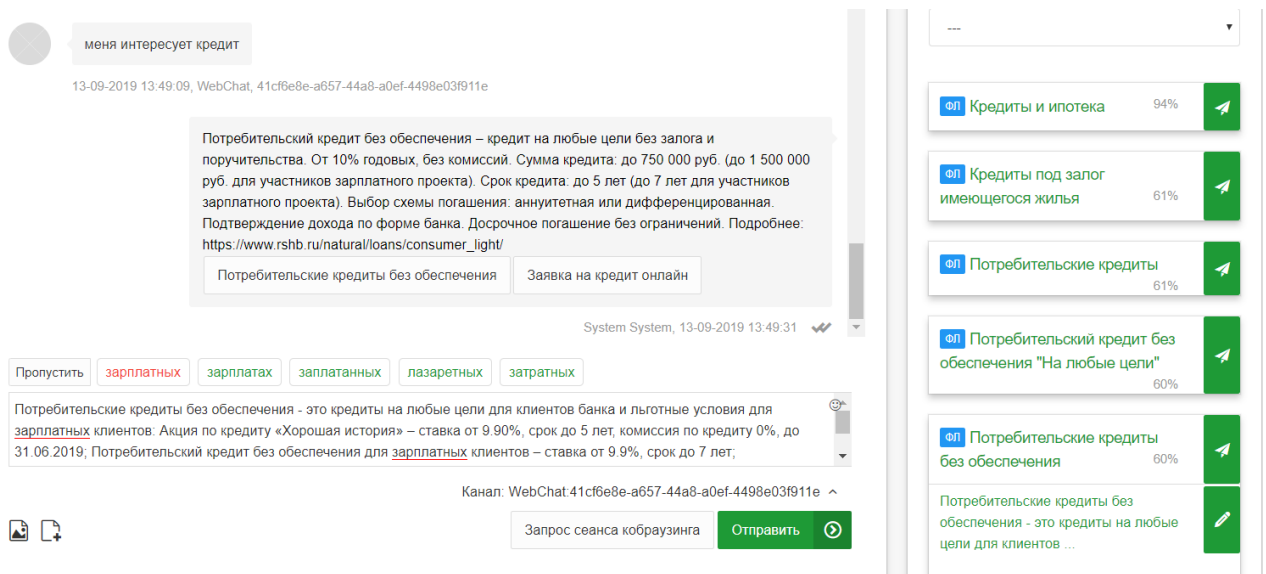 меня интересует кредит
13-09-2019 13:49:09, WebChat, 41cf6e8e-a657-44a8-a0ef-4498e03f911e
Потребительский кредит без обеспечения – кредит на любые цели без залога и
поручительства. От 10% годовых, без комиссий. Сумма кредита: до 750 000 руб. (до 1 500 000
руб. для участников зарплатного проекта). Срок кредита: до 5 лет (до 7 лет для участников
зарплатного проекта). Выбор схемы погашения: аннуитетная или дифференцированная.
Подтверждение дохода по форме банка. Досрочное погашение без ограничений. Подробнее:
https://www.rshb.ru/natural/loans/consumer_light/
Потребительские кредиты без обеспечения
Заявка на кредит онлайн
System System, 13-09-2019 13:49:31
Пропустить
зарплатных
зарплатах
заплатанных
лазаретных
затратных
Потребительские кредиты без обеспечения - это кредиты на любые цели для клиентов банка и льготные условия для
зарплатных клиентов: Акция по кредиту «Хорошая история» – ставка от 9.90%, срок до 5 лет, комиссия по кредиту 0%, до
31.06.2019; Потребительский кредит без обеспечения для зарплатных клиентов – ставка от 9.9%, срок до 7 лет;
Канал: WebChat:41cf6e8e-a657-44a8-a0ef-4498e03f911e
Запрос сеанса кобраузинга
Отправить
---
ФЛ Кредиты и ипотека 94%
ФЛ Кредиты под залог
имеющегося жилья 61%
ФЛ Потребительские кредиты
61%
ФЛ Потребительский кредит без
обеспечения "На любые цели"
60%
ФЛ Потребительские кредиты
без обеспечения 60%
Потребительские кредиты без
обеспечения - это кредиты на любые
цели для клиентов ...